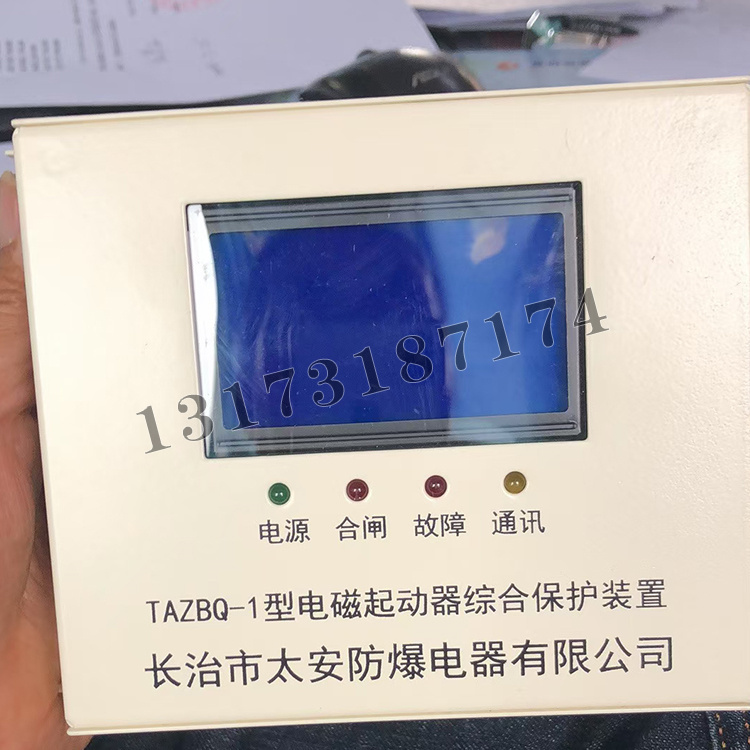 13173187174
电源 合闸 故障 通讯
TAZBQ-1型电磁起动器综合保护装置
长治市太安防爆电器有限公司